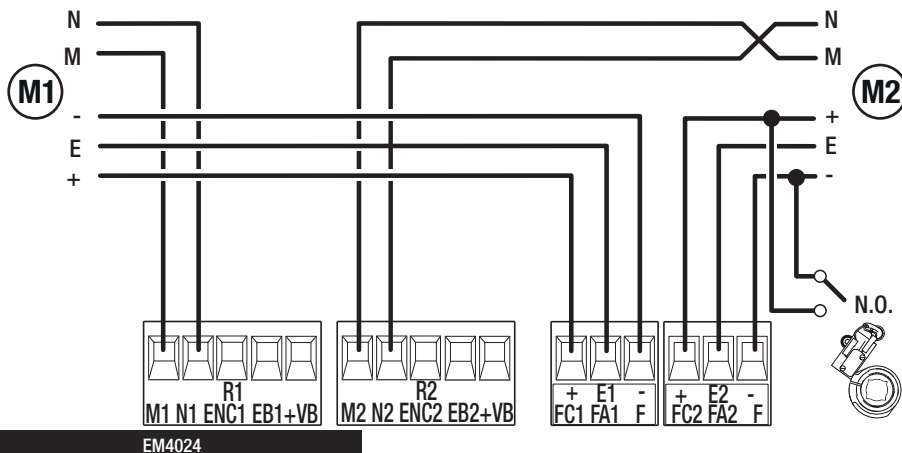 N
M
M1
-
E
+
N
M
M2
+
E
-
N.O.
R1
M1 N1 ENC1 EB1+VB
R2
M2 N2 ENC2 EB2+VB
+ E1 -
FC1 FA1 F
+ E2 -
FC2 FA2 F
EM4024